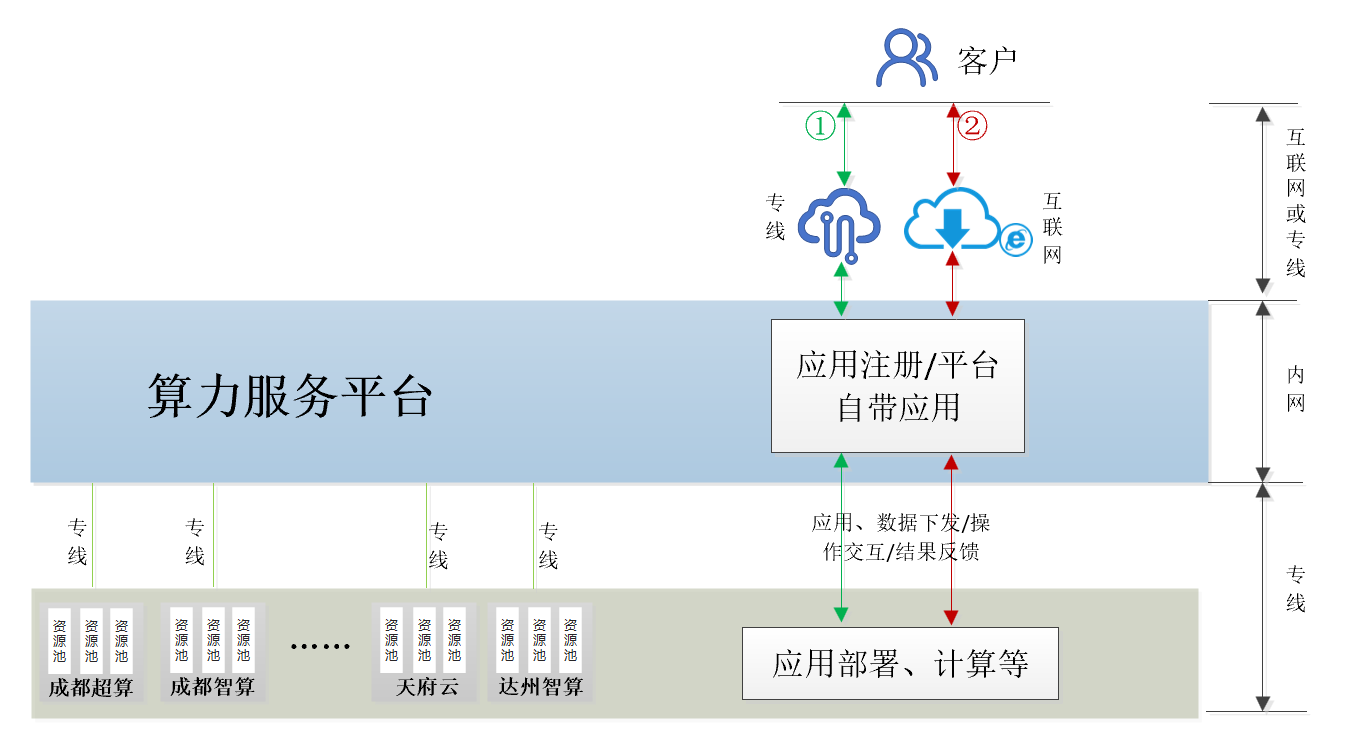 客户
①
②
专线
互联网
互联网或专线
算力服务平台
应用注册/平台
自带应用
内网
专线
专线
专线
专线
应用、数据下发/操
作交互/结果反馈
专线
资源池
资源池
资源池
成都超算
资源池
资源池
资源池
成都智算
……
资源池
资源池
资源池
天府云
资源池
资源池
资源池
达州智算
应用部署、计算等